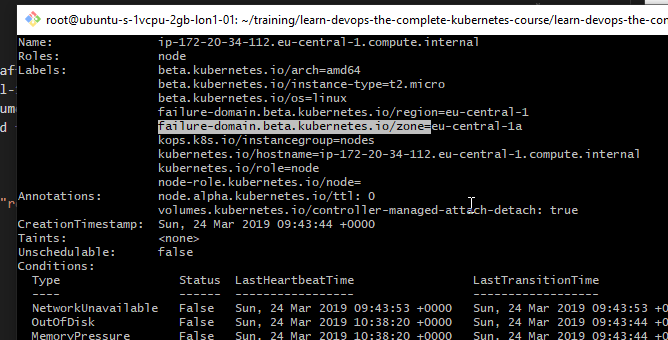 root@ubuntu-s-1vcpu-2gb-lon1-01: ~/training/learn-devops-the-complete-kubernetes-course/learn-devops-the-cor
Name:               ip-172-20-34-112.eu-central-1.compute.internal
Roles:              node
Labels:             beta.kubernetes.io/arch=amd64
                    beta.kubernetes.io/instance-type=t2.micro
                    beta.kubernetes.io/os=linux
                    failure-domain.beta.kubernetes.io/region=eu-central-1
                    failure-domain.beta.kubernetes.io/zone=eu-central-1a
                    kops.k8s.io/instancegroup=nodes
                    kubernetes.io/hostname=ip-172-20-34-112.eu-central-1.compute.internal
                    kubernetes.io/role=node
                    node-role.kubernetes.io/node=
Annotations:        node.alpha.kubernetes.io/ttl: 0
                    volumes.kubernetes.io/controller-managed-attach-detach: true
CreationTimestamp:  Sun, 24 Mar 2019 09:43:44 +0000
Taints:             <none>
Unschedulable:      false
Conditions:
  Type             Status  LastHeartbeatTime                 LastTransitionTime
  ----             ------  -----------------                 ------------------
  NetworkUnavailable   False   Sun, 24 Mar 2019 09:43:53 +0000   Sun, 24 Mar 2019 09:43:53 +0
  OutOfDisk        False   Sun, 24 Mar 2019 10:38:20 +0000   Sun, 24 Mar 2019 09:43:44 +0
  MemoryPressure   False   Sun, 24 Mar 2019 10:38:20 +0000   Sun, 24 Mar 2019 09:43:44 +0